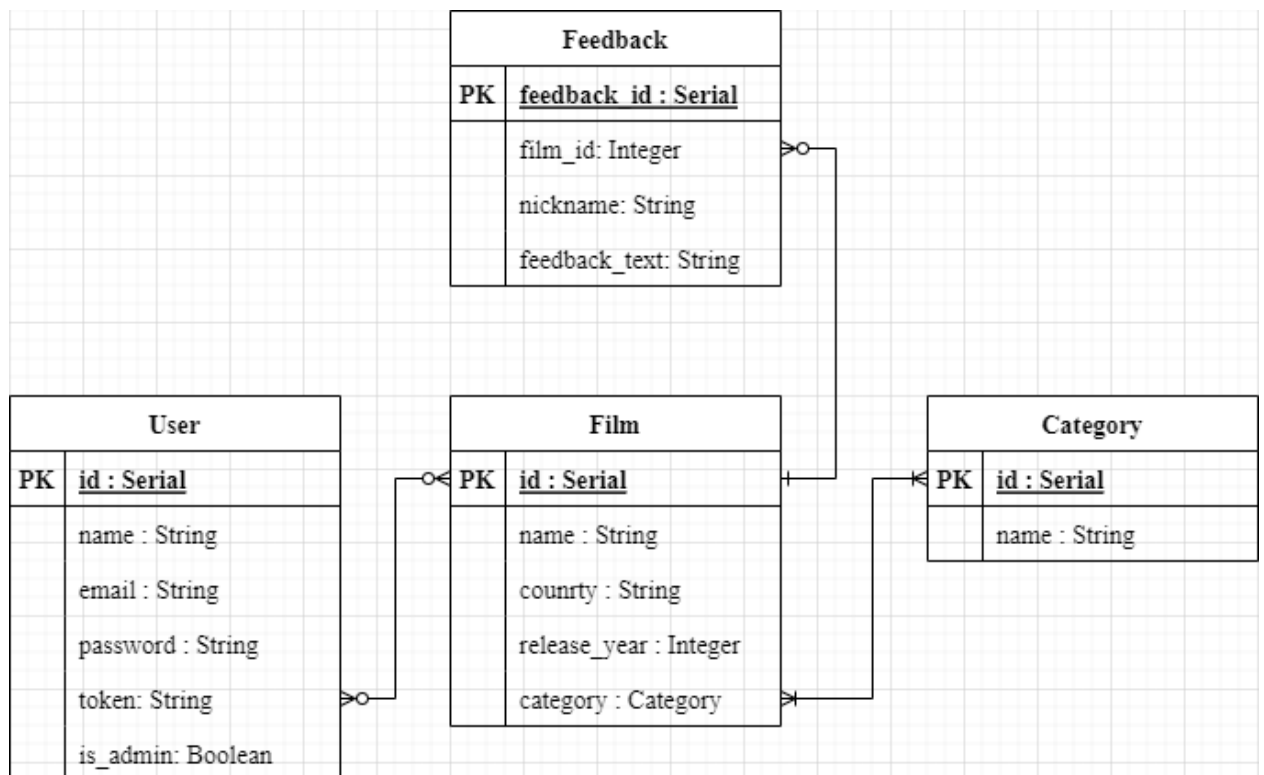 Feedback
PK feedback_id : Serial
film_id: Integer
nickname: String
feedback_text: String
User
PK id : Serial
name : String
email : String
password : String
token: String
is_admin: Boolean
Film
PK id : Serial
name : String
counrty : String
release_year : Integer
category : Category
Category
PK id : Serial
name : String